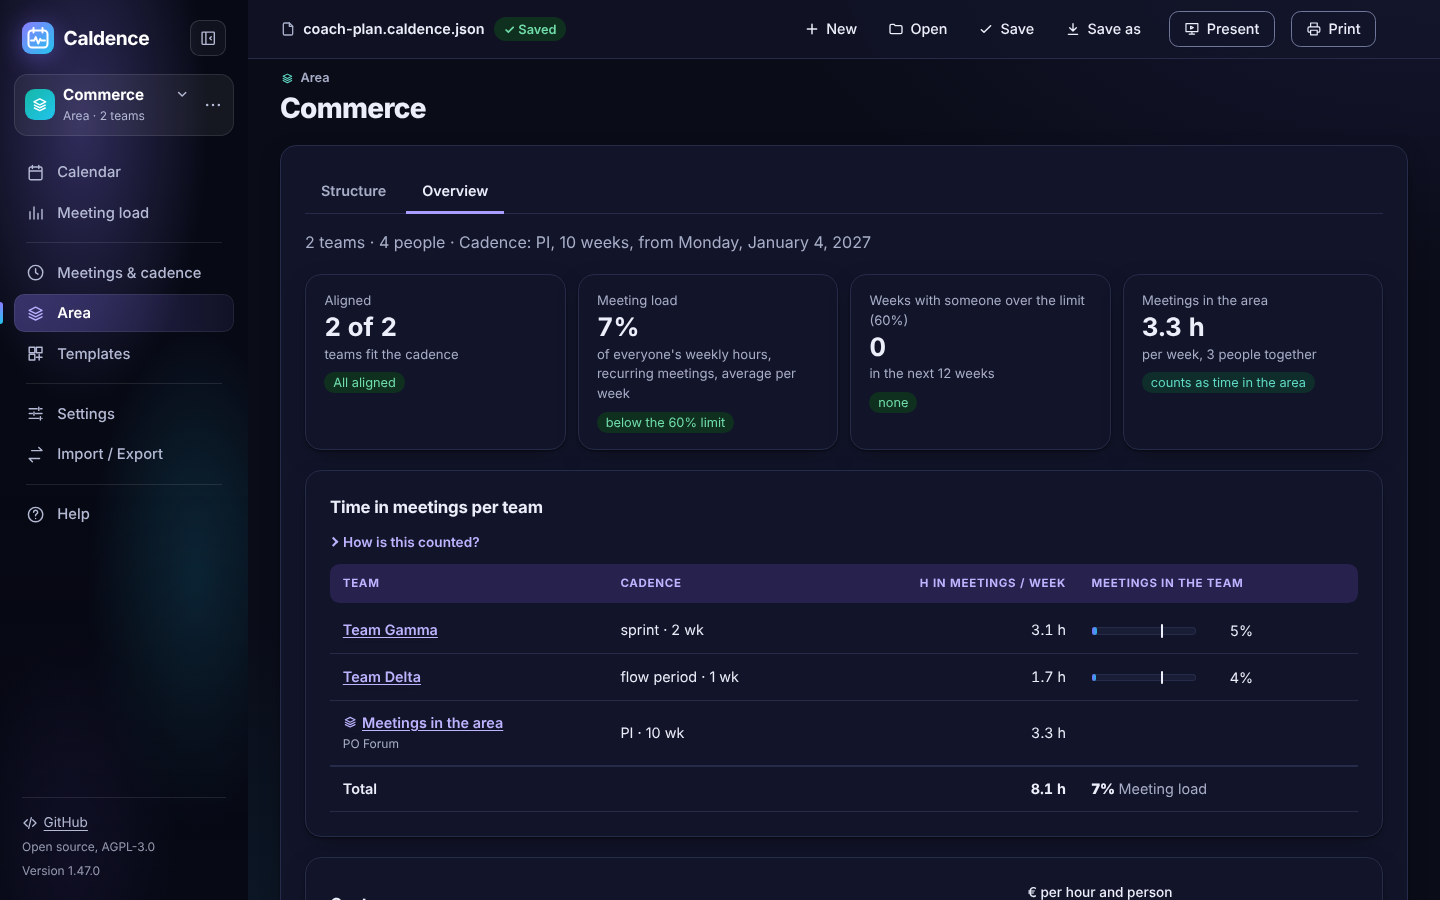 Caldence
coach-plan.caldence.json
Saved
New
Open
Save
Save as
Present
Print
Commerce
Area · 2 teams
Calendar
Meeting load
Meetings & cadence
Area
Templates
Settings
Import / Export
Help
GitHub
Open source, AGPL-3.0
Version 1.47.0
Area
Commerce
Structure
Overview
2 teams · 4 people · Cadence: PI, 10 weeks, from Monday, January 4, 2027
Aligned
2 of 2
teams fit the cadence
All aligned
Meeting load
7%
of everyone's weekly hours,
recurring meetings, average per
week
below the 60% limit
Weeks with someone over the limit
(60%)
0
in the next 12 weeks
none
Meetings in the area
3.3 h
per week, 3 people together
counts as time in the area
Time in meetings per team
How is this counted?
TEAM CADENCE H IN MEETINGS / WEEK MEETINGS IN THE TEAM
Team Gamma sprint · 2 wk 3.1 h 5%
Team Delta flow period · 1 wk 1.7 h 4%
Meetings in the area PI · 10 wk 3.3 h
PO Forum
Total 8.1 h 7% Meeting load
€ per hour and person